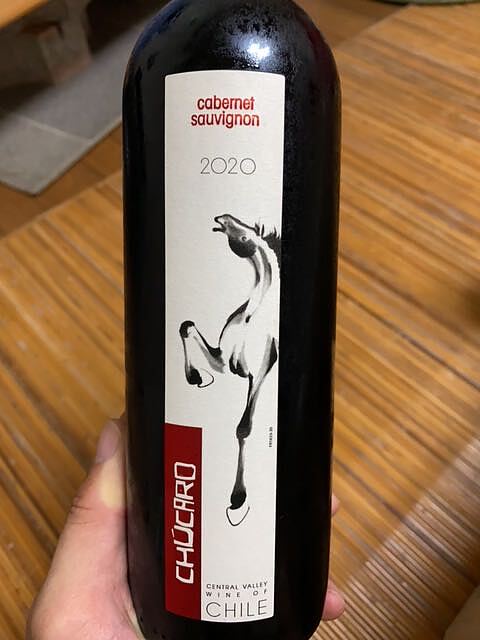 cabernet
sauvignon
2020
CHÚCARO
CENTRAL VALLEY
WINE OF
CHILE